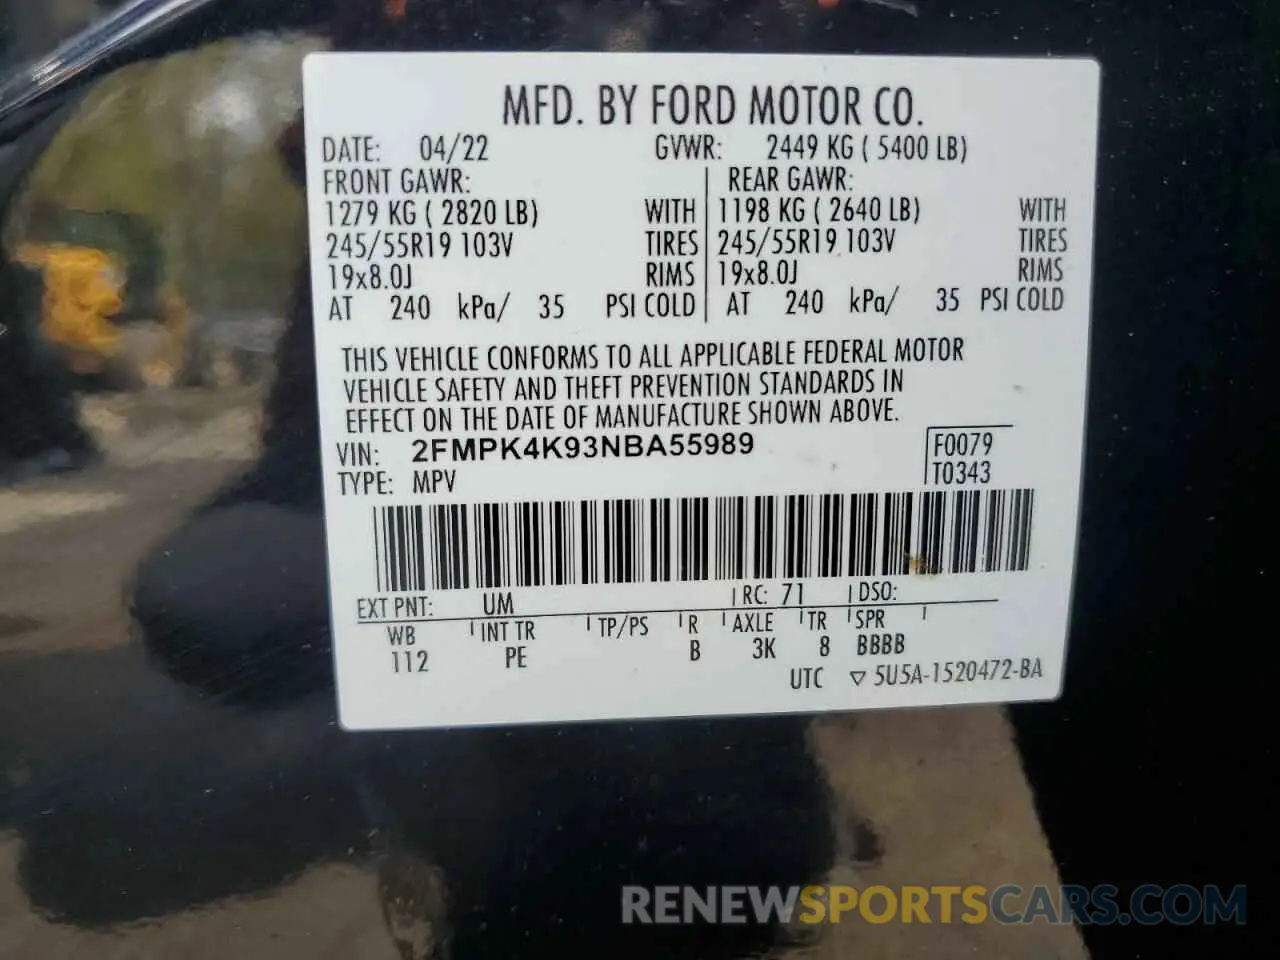 MFD. BY FORD MOTOR CO.
DATE: 04/22 GVWR: 2449 KG ( 5400 LB)
FRONT GAWR: REAR GAWR:
1279 KG ( 2820 LB) WITH 1198 KG ( 2640 LB) WITH
245/55R19 103V TIRES 245/55R19 103V TIRES
19x8.0J RIMS 19x8.0J RIMS
AT 240 kPa/ 35 PSI COLD AT 240 kPa/ 35 PSI COLD
THIS VEHICLE CONFORMS TO ALL APPLICABLE FEDERAL MOTOR
VEHICLE SAFETY AND THEFT PREVENTION STANDARDS IN
EFFECT ON THE DATE OF MANUFACTURE SHOWN ABOVE.
VIN: 2FMPK4K93NBA55989 F0079
TYPE: MPV T0343
EXT PNT: UM RC: 71 DSO:
WB INT TR TP/PS R AXLE TR SPR
112 PE B 3K 8 BBBB
UTC ▽ 5U5A-1520472-BA
RENEWSPORTSCARS.COM